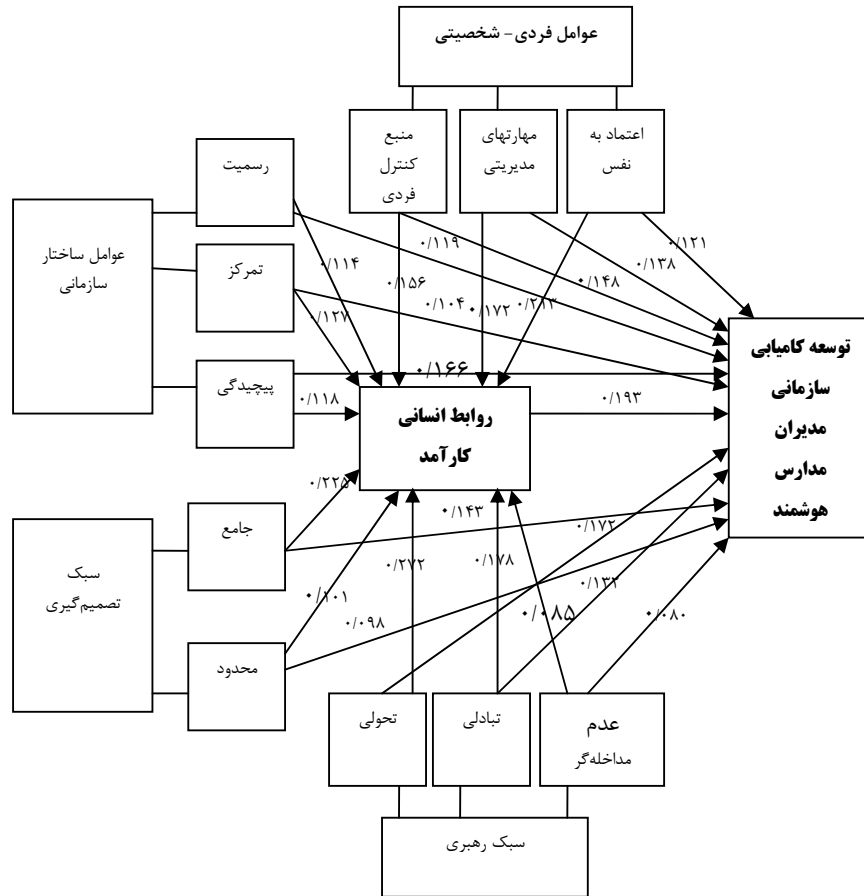 عوامل فردی- شخصیتی
منبع
کنترل
فردی
مهارتهای
مدیریتی
اعتماد به
نفس
رسمیت
عوامل ساختار
سازمانی
تمرکز
پیچیدگی
۰/۱۱۴
۰/۱۲۷
۰/۱۱۸
۰/۱۱۹
۰/۱۵۶
۰/۱۰۴
۰/۱۷۲
۰/۲۱۳
۰/۱۴۸
۰/۱۳۸
۰/۱۲۱
۰/۱۶۶
۰/۱۹۳
روابط انسانی
کارآمد
توسعه کامیابی
سازمانی
مدیران
مدارس
هوشمند
سبک
تصمیم‌گیری
جامع
محدود
۰/۲۲۵
۰/۱۰۱
۰/۰۹۸
۰/۲۷۲
۰/۱۴۳
۰/۱۷۸
۰/۱۷۲
۰/۱۳۲
۰/۰۸۵
۰/۰۸۰
تحولی
تبادلی
عدم
مداخله‌گر
سبک رهبری